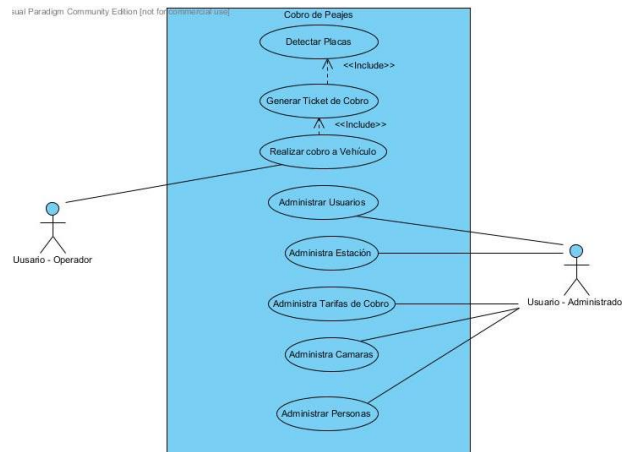 sual Paradigm Community Edition [not for commercial use]
Cobro de Peajes
Detectar Placas
<<Include>>
Generar Ticket de Cobro
<<Include>>
Realizar cobro a Vehículo
Administrar Usuarios
Uusario - Operador
Administra Estación
Administra Tarifas de Cobro
Usuario - Administrado
Administra Camaras
Administrar Personas